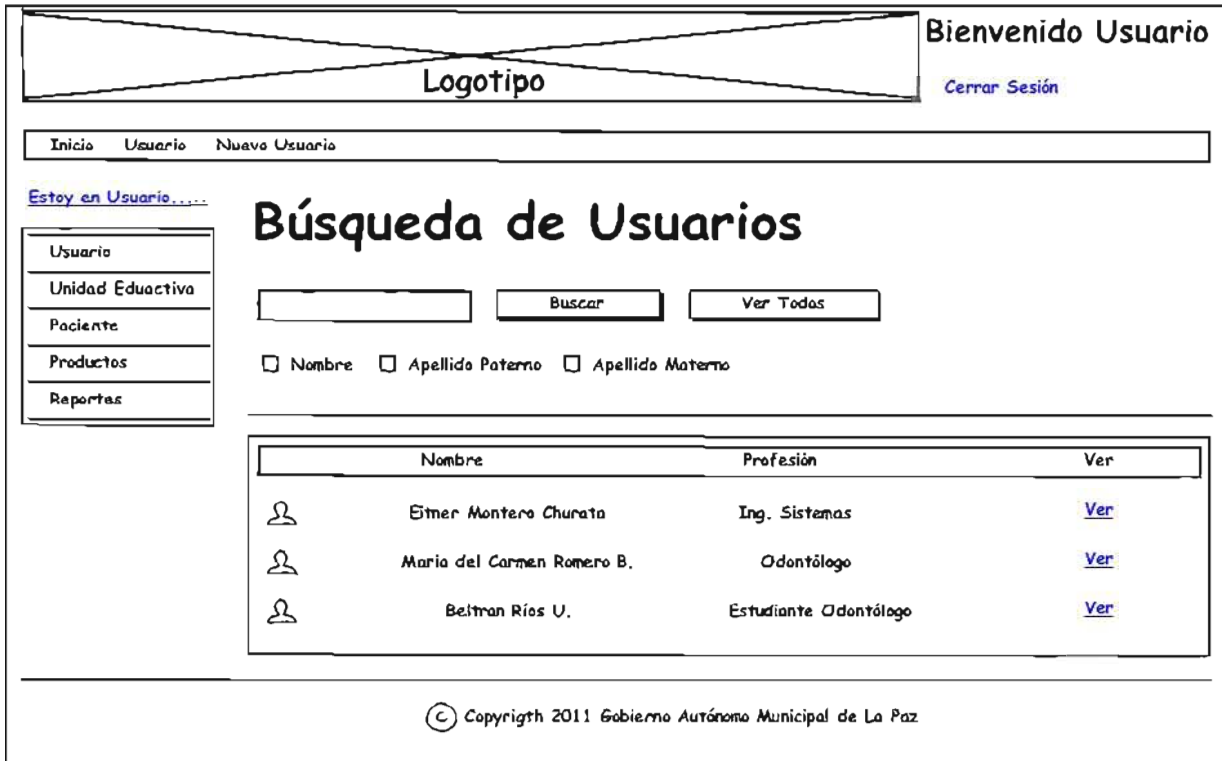 Bienvenido Usuario
Logotipo
Cerrar Sesión
Inicio Usuario Nuevo Usuario
Estoy en Usuario.....
Usuario
Unidad Eduactiva
Paciente
Productos
Reportes
Búsqueda de Usuarios
Buscar Ver Todos
Nombre Apellido Paterno Apellido Materno
Nombre Profesión Ver
Eitner Montero Churata Ing. Sistemas Ver
Maria del Carmen Romero B. Odontólogo Ver
Beltran Ríos U. Estudiante Odontólogo Ver
© Copyrigth 2011 Gobierno Autónomo Municipal de La Paz